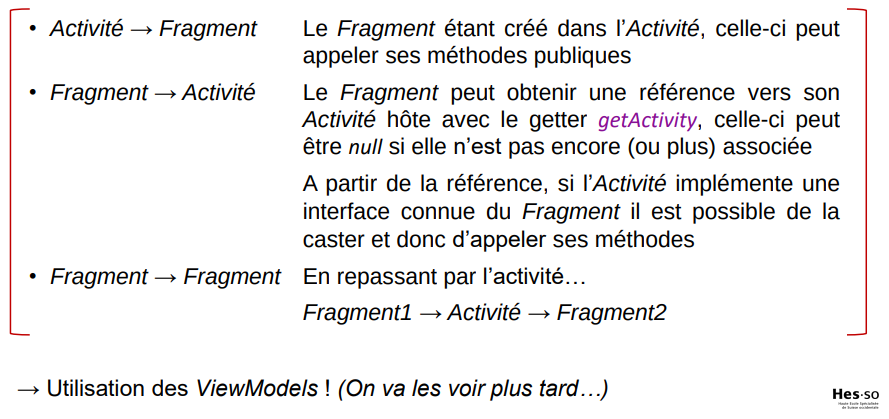 • Activité → Fragment Le Fragment étant créé dans l’Activité, celle-ci peut
appeler ses méthodes publiques
• Fragment → Activité Le Fragment peut obtenir une référence vers son
Activité hôte avec le getter getActivity, celle-ci peut
être null si elle n’est pas encore (ou plus) associée
A partir de la référence, si l’Activité implémente une
interface connue du Fragment il est possible de la
caster et donc d’appeler ses méthodes
• Fragment → Fragment En repassant par l’activité…
Fragment1 → Activité → Fragment2
→ Utilisation des ViewModels ! (On va les voir plus tard…)
Hes·so
Haute Ecole Spécialisée
de Suisse occidentale